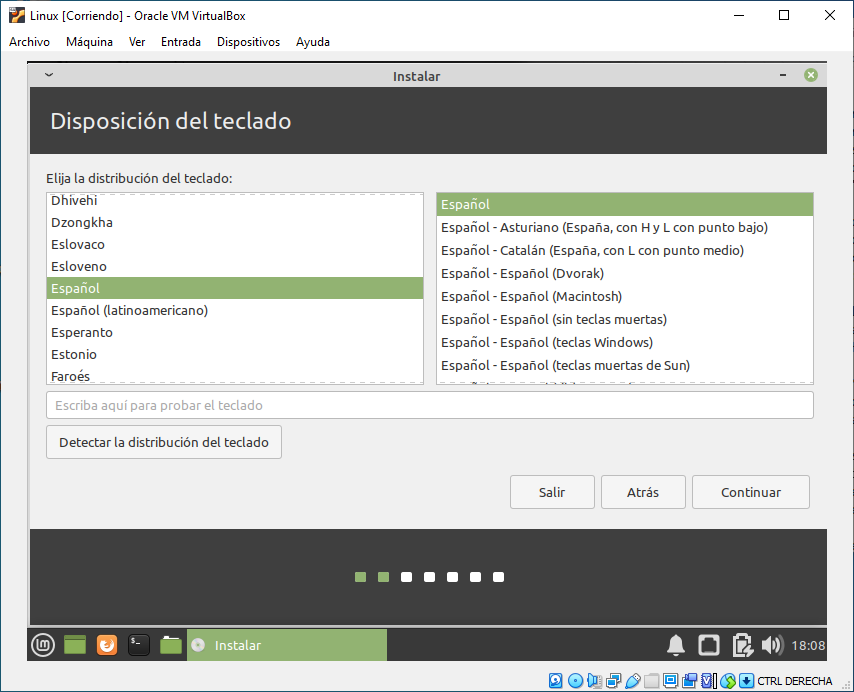 Linux [Corriendo] - Oracle VM VirtualBox
Archivo Máquina Ver Entrada Dispositivos Ayuda
Instalar
Disposición del teclado
Elija la distribución del teclado:
Dhivehi
Dzongkha
Eslovaco
Esloveno
Español
Español (latinoamericano)
Esperanto
Estonio
Faroés
Español
Español - Asturiano (España, con H y L con punto bajo)
Español - Catalán (España, con L con punto medio)
Español - Español (Dvorak)
Español - Español (Macintosh)
Español - Español (sin teclas muertas)
Español - Español (teclas Windows)
Español - Español (teclas muertas de Sun)
Escriba aquí para probar el teclado
Detectar la distribución del teclado
Salir Atrás Continuar
Instalar
18:08
CTRL DERECHA